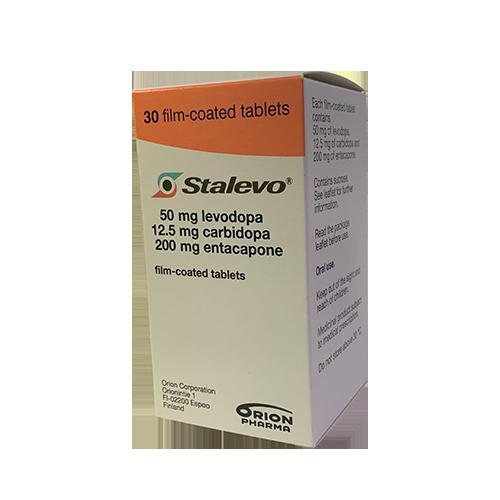 30 film-coated tablets
Stalevo®
50 mg levodopa
12.5 mg carbidopa
200 mg entacapone
film-coated tablets
Orion Corporation
Orionintie 1
FI-02200 Espoo
Finland
ORION
PHARMA
Each film-coated tablet
contains
50 mg of levodopa,
12.5 mg of carbidopa and
200 mg of entacapone.
Contains sucrose.
See leaflet for further
information.
Read the package
leaflet before use.
Oral use.
Keep out of the sight and
reach of children.
Medicinal product subject
to medical prescription.
Do not store above 30 °C.